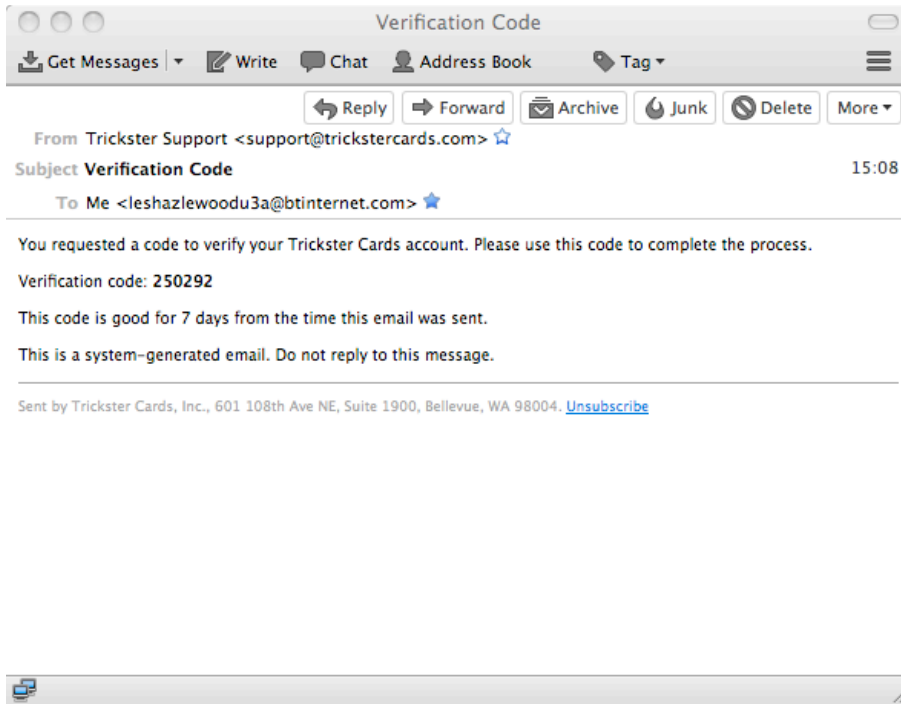 Verification Code
Get Messages Write Chat Address Book Tag
Reply Forward Archive Junk Delete More
From Trickster Support <support@trickstercards.com>
Subject Verification Code 15:08
To Me <leshazlewoodu3a@btinternet.com>
You requested a code to verify your Trickster Cards account. Please use this code to complete the process.
Verification code: 250292
This code is good for 7 days from the time this email was sent.
This is a system-generated email. Do not reply to this message.
Sent by Trickster Cards, Inc., 601 108th Ave NE, Suite 1900, Bellevue, WA 98004. Unsubscribe